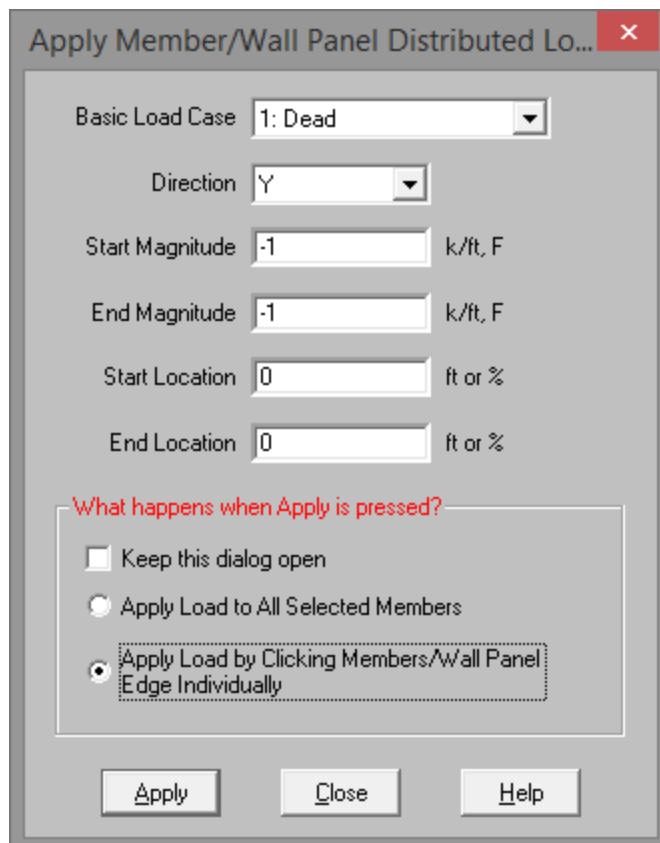 Apply Member/Wall Panel Distributed Lo...
Basic Load Case 1: Dead
Direction Y
Start Magnitude -1 k/ft, F
End Magnitude -1 k/ft, F
Start Location 0 ft or %
End Location 0 ft or %
What happens when Apply is pressed?
Keep this dialog open
Apply Load to All Selected Members
Apply Load by Clicking Members/Wall Panel
Edge Individually
Apply Close Help